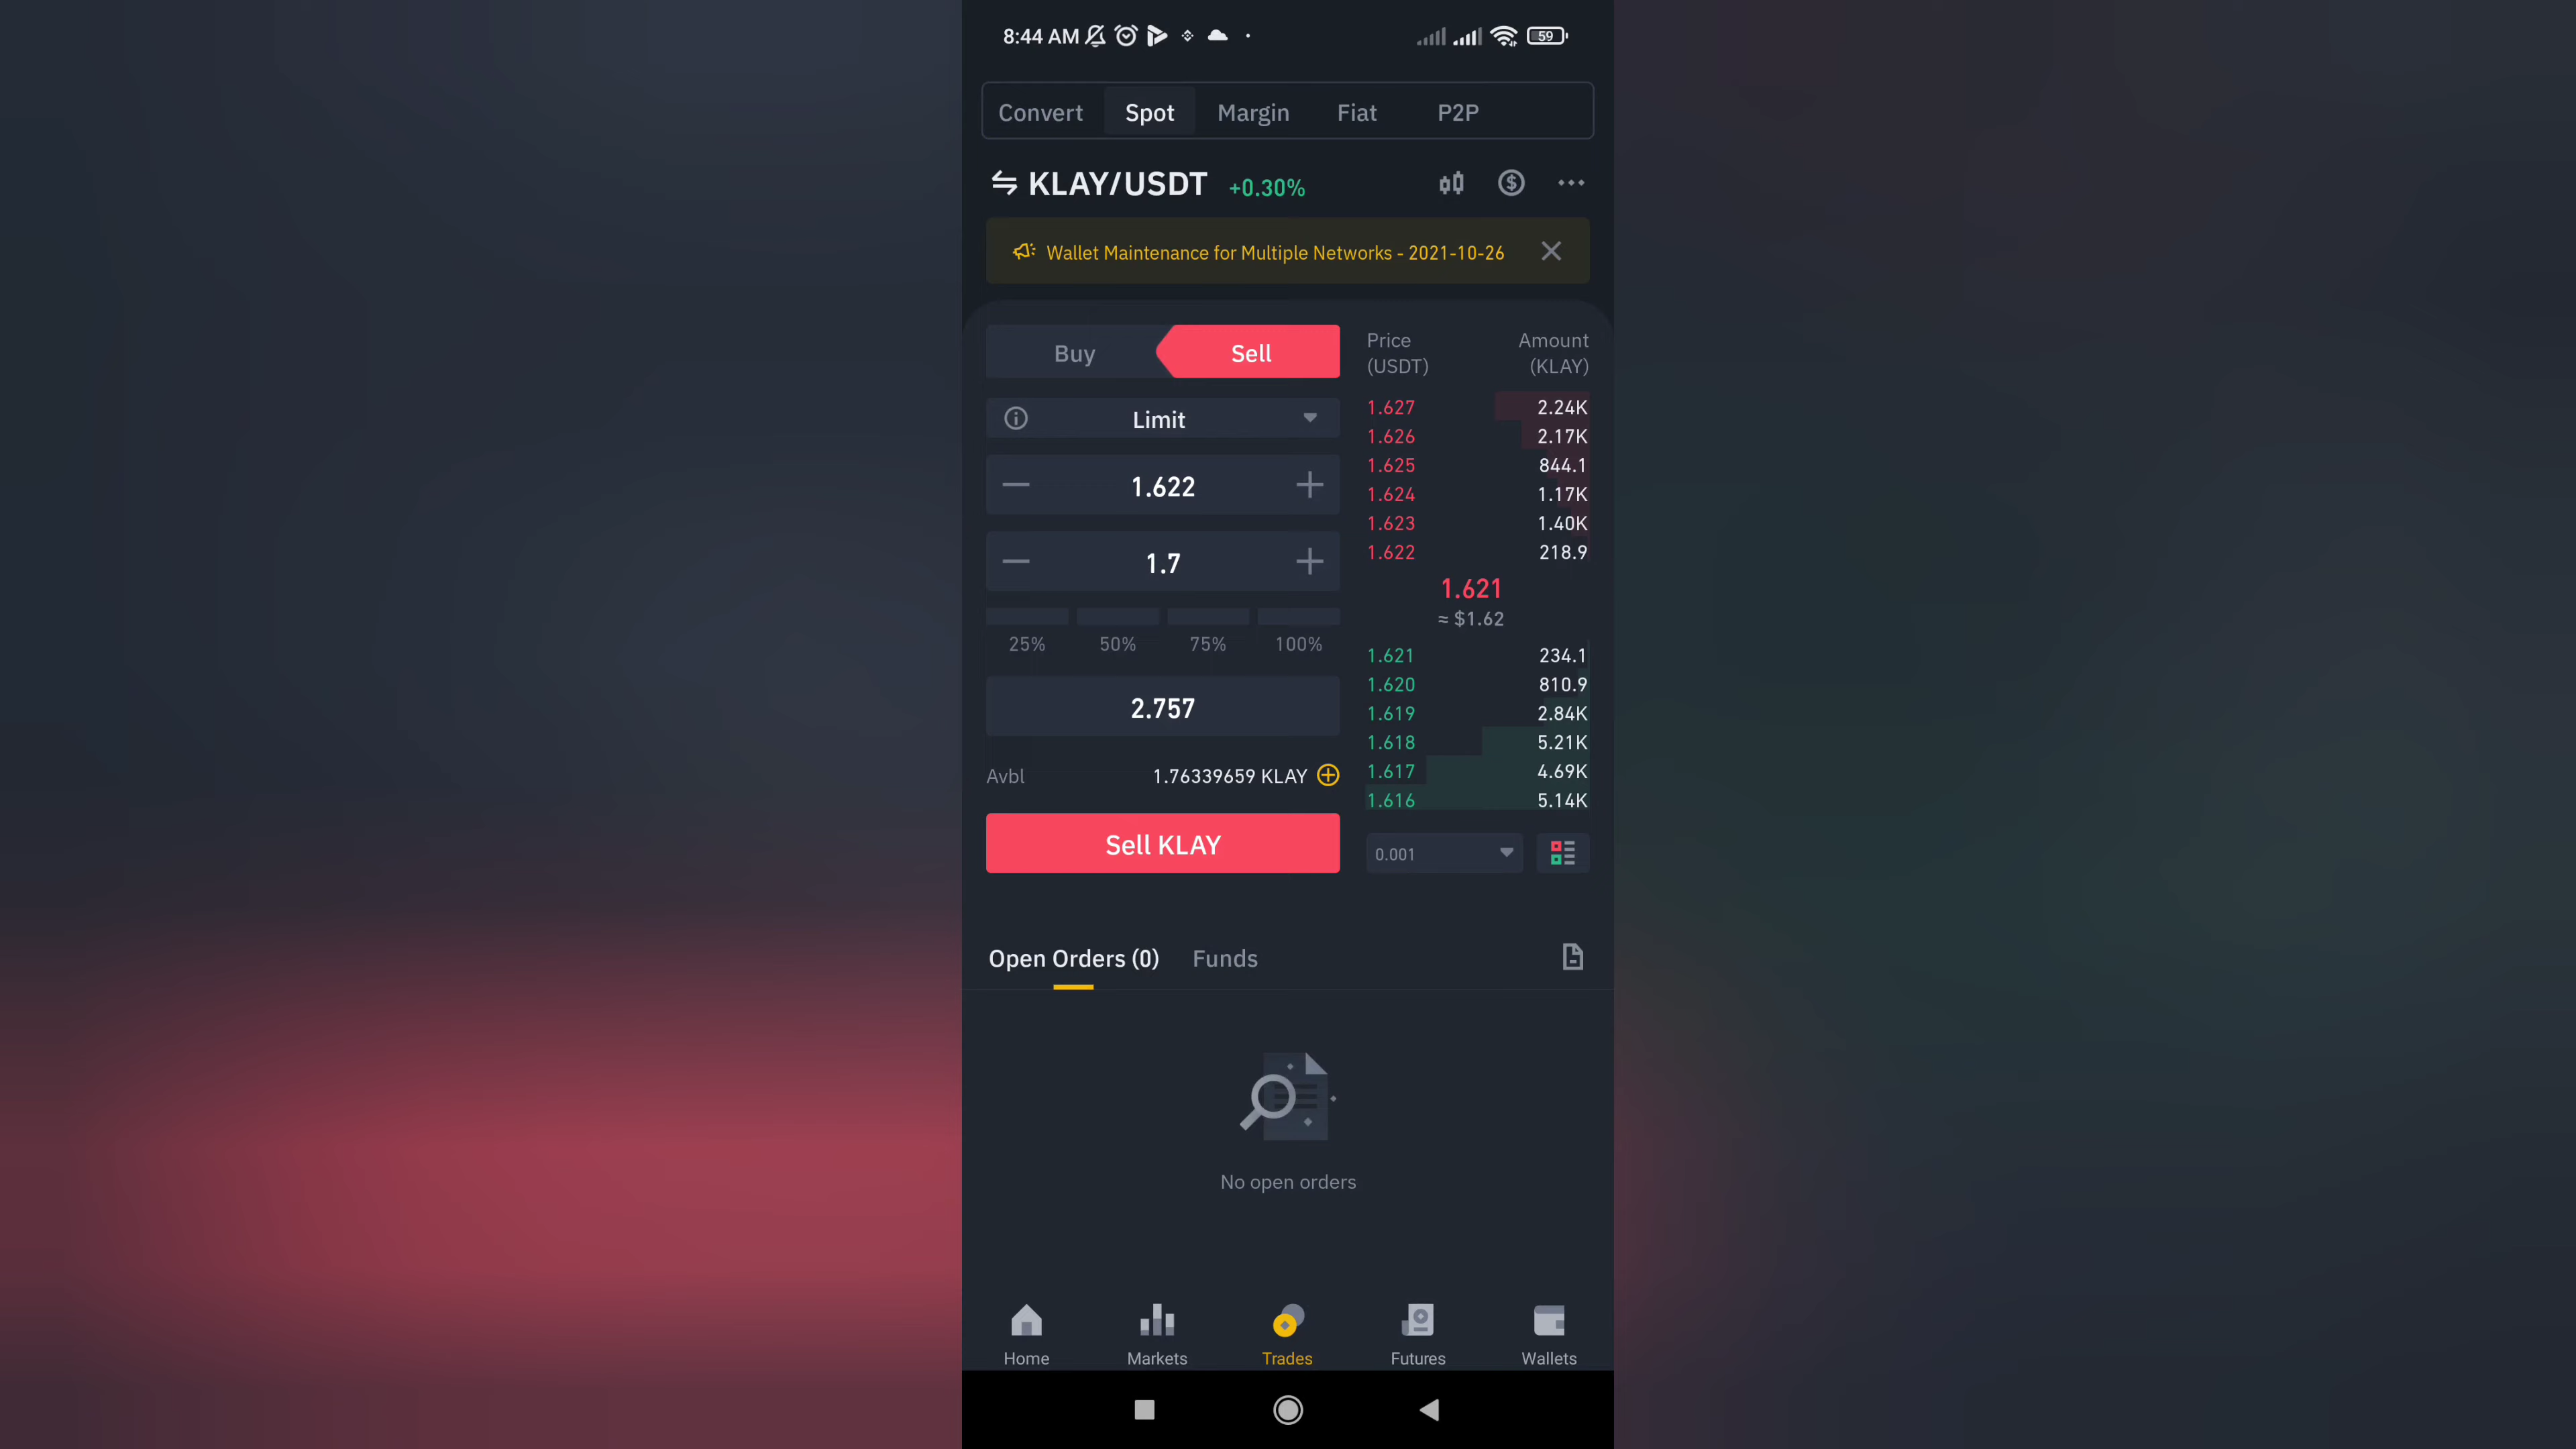 8:44 AM 59
Convert Spot Margin Fiat P2P
KLAY/USDT +0.30%
Wallet Maintenance for Multiple Networks - 2021-10-26
Buy Sell
Limit
1.622
1.7
25% 50% 75% 100%
2.757
Avbl 1.76339659 KLAY
Sell KLAY
Price Amount
(USDT) (KLAY)
1.627 2.24K
1.626 2.17K
1.625 844.1
1.624 1.17K
1.623 1.40K
1.622 218.9
1.621
≈ $1.62
1.621 234.1
1.620 810.9
1.619 2.84K
1.618 5.21K
1.617 4.69K
1.616 5.14K
0.001
Open Orders (0) Funds
No open orders
Home Markets Trades Futures Wallets